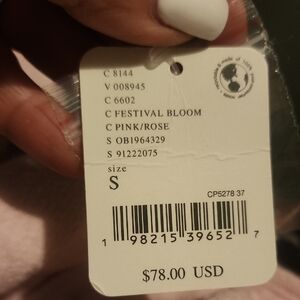 C 8144
V 008945
C 6602
C FESTIVAL BLOOM
C PINK/ROSE
S OB1964329
S 91222075
size
S
CP5278 37
1 98215 39652 7
$78.00 USD